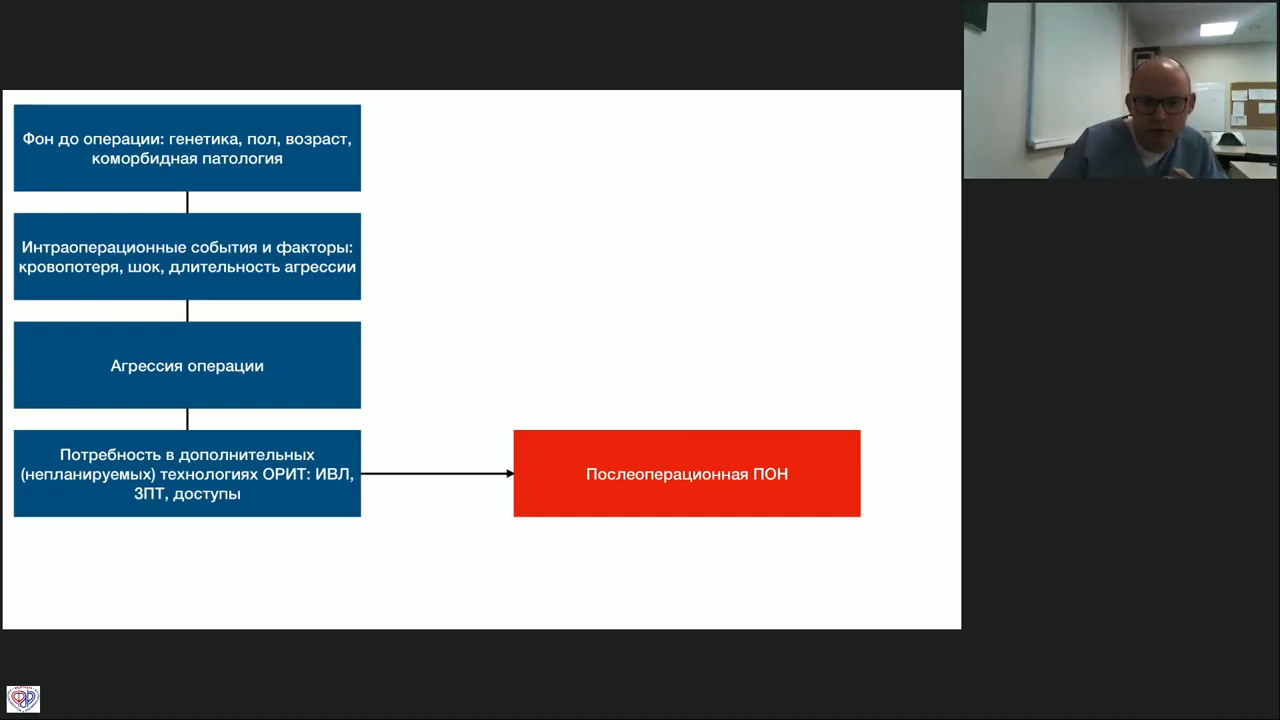 Фон до операции: генетика, пол, возраст,
коморбидная патология
Интраоперационные события и факторы:
кровопотеря, шок, длительность агрессии
Агрессия операции
Потребность в дополнительных
(непланируемых) технологиях ОРИТ: ИВЛ,
ЗПТ, доступы
Послеоперационная ПОН